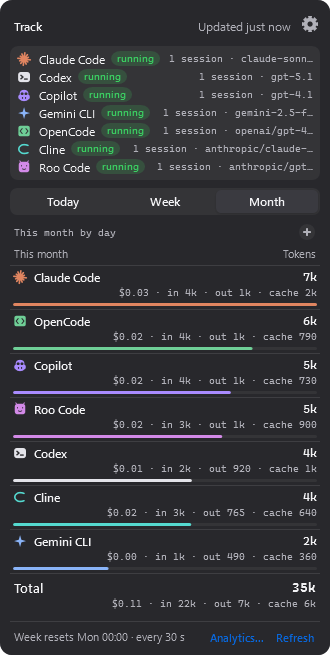 Track Updated just now
Claude Code running 1 session · claude-sonn…
Codex running 1 session · gpt-5.1
Copilot running 1 session · gpt-4.1
Gemini CLI running 1 session · gemini-2.5-f…
OpenCode running 1 session · openai/gpt-4…
Cline running 1 session · anthropic/claude-…
Roo Code running 1 session · anthropic/gpt…
Today Week Month
This month by day +
This month Tokens
Claude Code 7k
$0.03 · in 4k · out 1k · cache 2k
OpenCode 6k
$0.02 · in 4k · out 1k · cache 790
Copilot 5k
$0.02 · in 4k · out 1k · cache 730
Roo Code 5k
$0.02 · in 3k · out 1k · cache 900
Codex 4k
$0.01 · in 2k · out 920 · cache 1k
Cline 4k
$0.02 · in 3k · out 765 · cache 640
Gemini CLI 2k
$0.00 · in 1k · out 490 · cache 360
Total 35k
$0.11 · in 22k · out 7k · cache 6k
Week resets Mon 00:00 · every 30 s Analytics… Refresh